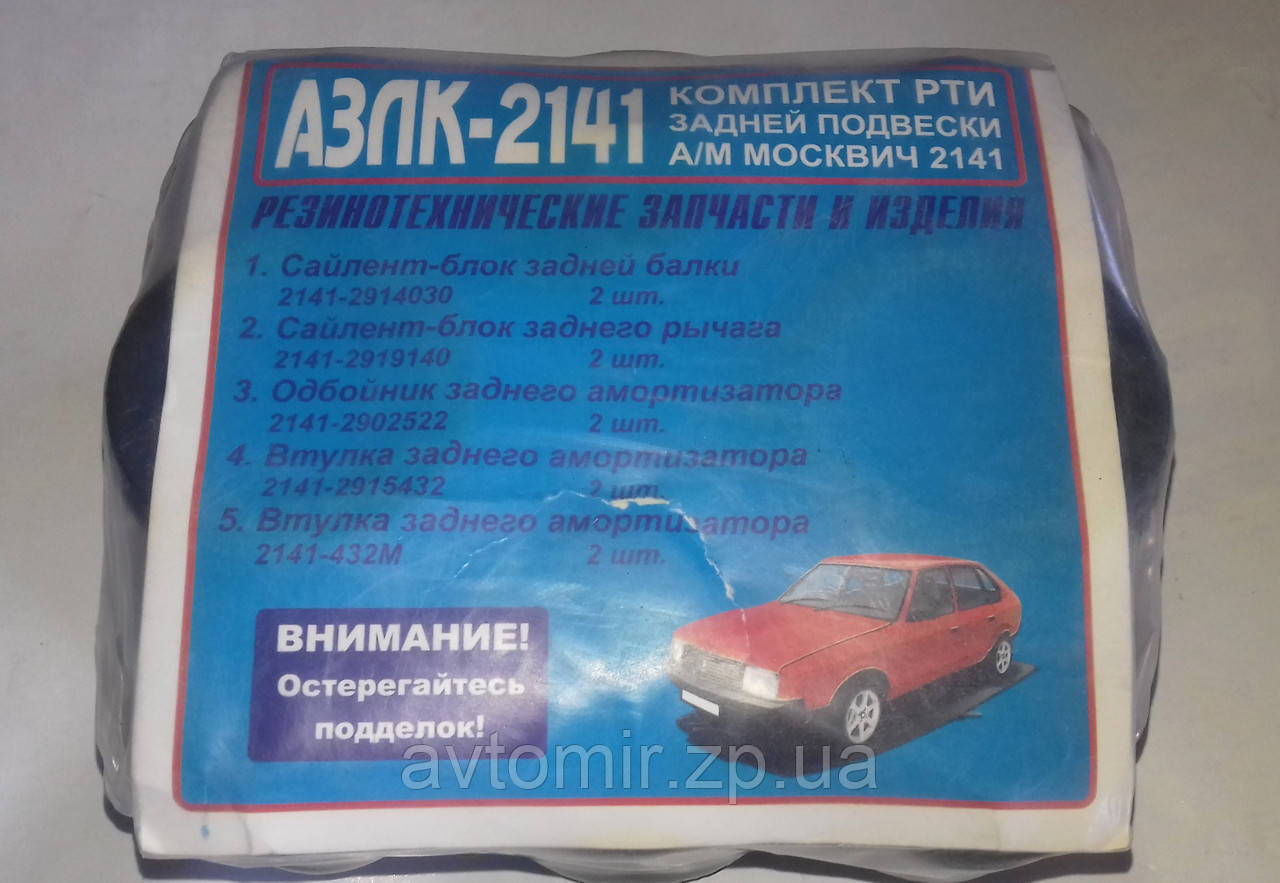 АЗЛК-2141
КОМПЛЕКТ РТИ
ЗАДНЕЙ ПОДВЕСКИ
А/М МОСКВИЧ 2141
РЕЗИНОТЕХНИЧЕСКИЕ ЗАПЧАСТИ И ИЗДЕЛИЯ
1. Сайлент-блок задней балки
2141-2914030 2 шт.
2. Сайлент-блок заднего рычага
2141-2919140 2 шт.
3. Одбойник заднего амортизатора
2141-2902522 2 шт.
4. Втулка заднего амортизатора
2141-2915432 2 шт.
5. Втулка заднего амортизатора
2141-432М 2 шт.
ВНИМАНИЕ!
Остерегайтесь
подделок!
avtomir.zp.ua